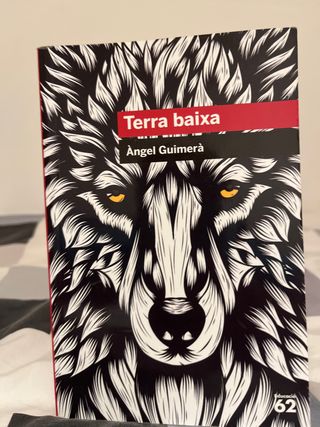 Terra baixa
Àngel Guimerà
Educació
62